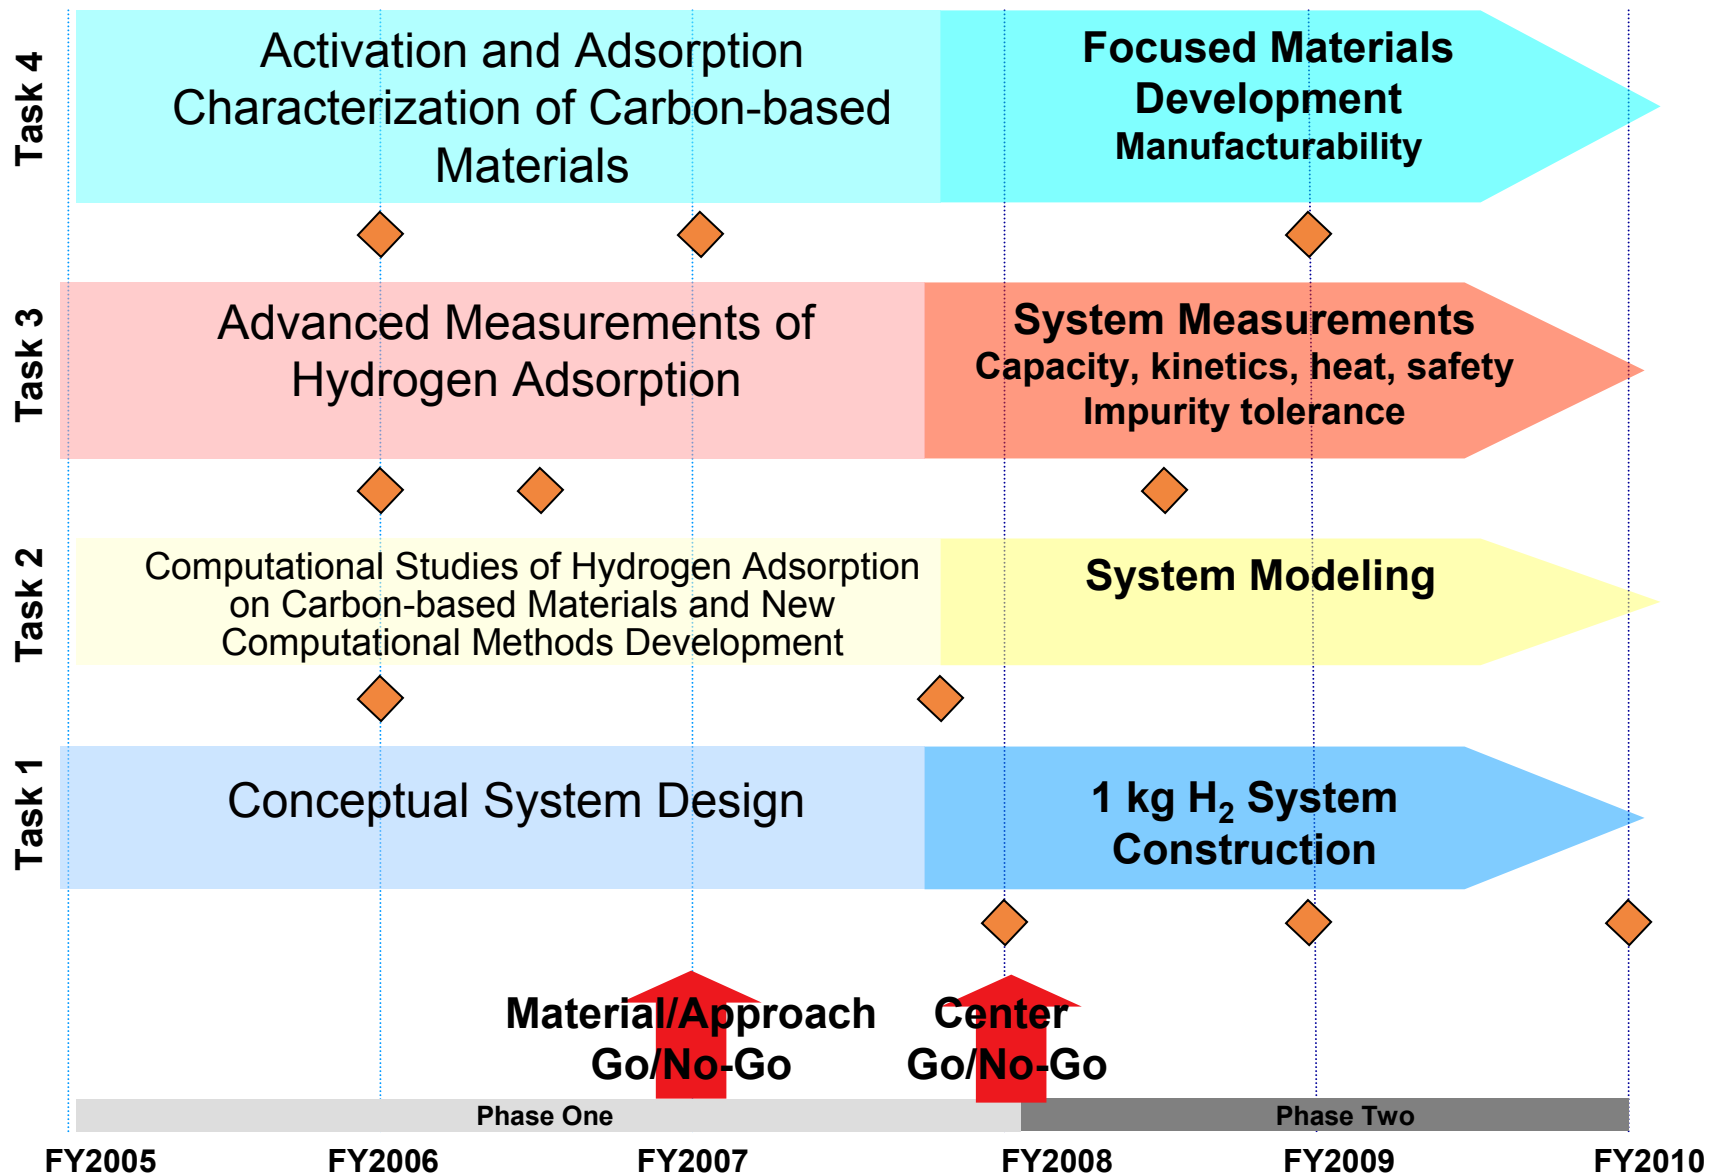 Task 4
Activation and Adsorption
Characterization of Carbon-based
Materials
Focused Materials
Development
Manufacturability
Task 3
Advanced Measurements of
Hydrogen Adsorption
System Measurements
Capacity, kinetics, heat, safety
Impurity tolerance
Task 2
Computational Studies of Hydrogen Adsorption
on Carbon-based Materials and New
Computational Methods Development
System Modeling
Task 1
Conceptual System Design
1 kg H₂ System
Construction
Material/Approach
Go/No-Go
Center
Go/No-Go
Phase One
Phase Two
FY2005 FY2006 FY2007 FY2008 FY2009 FY2010